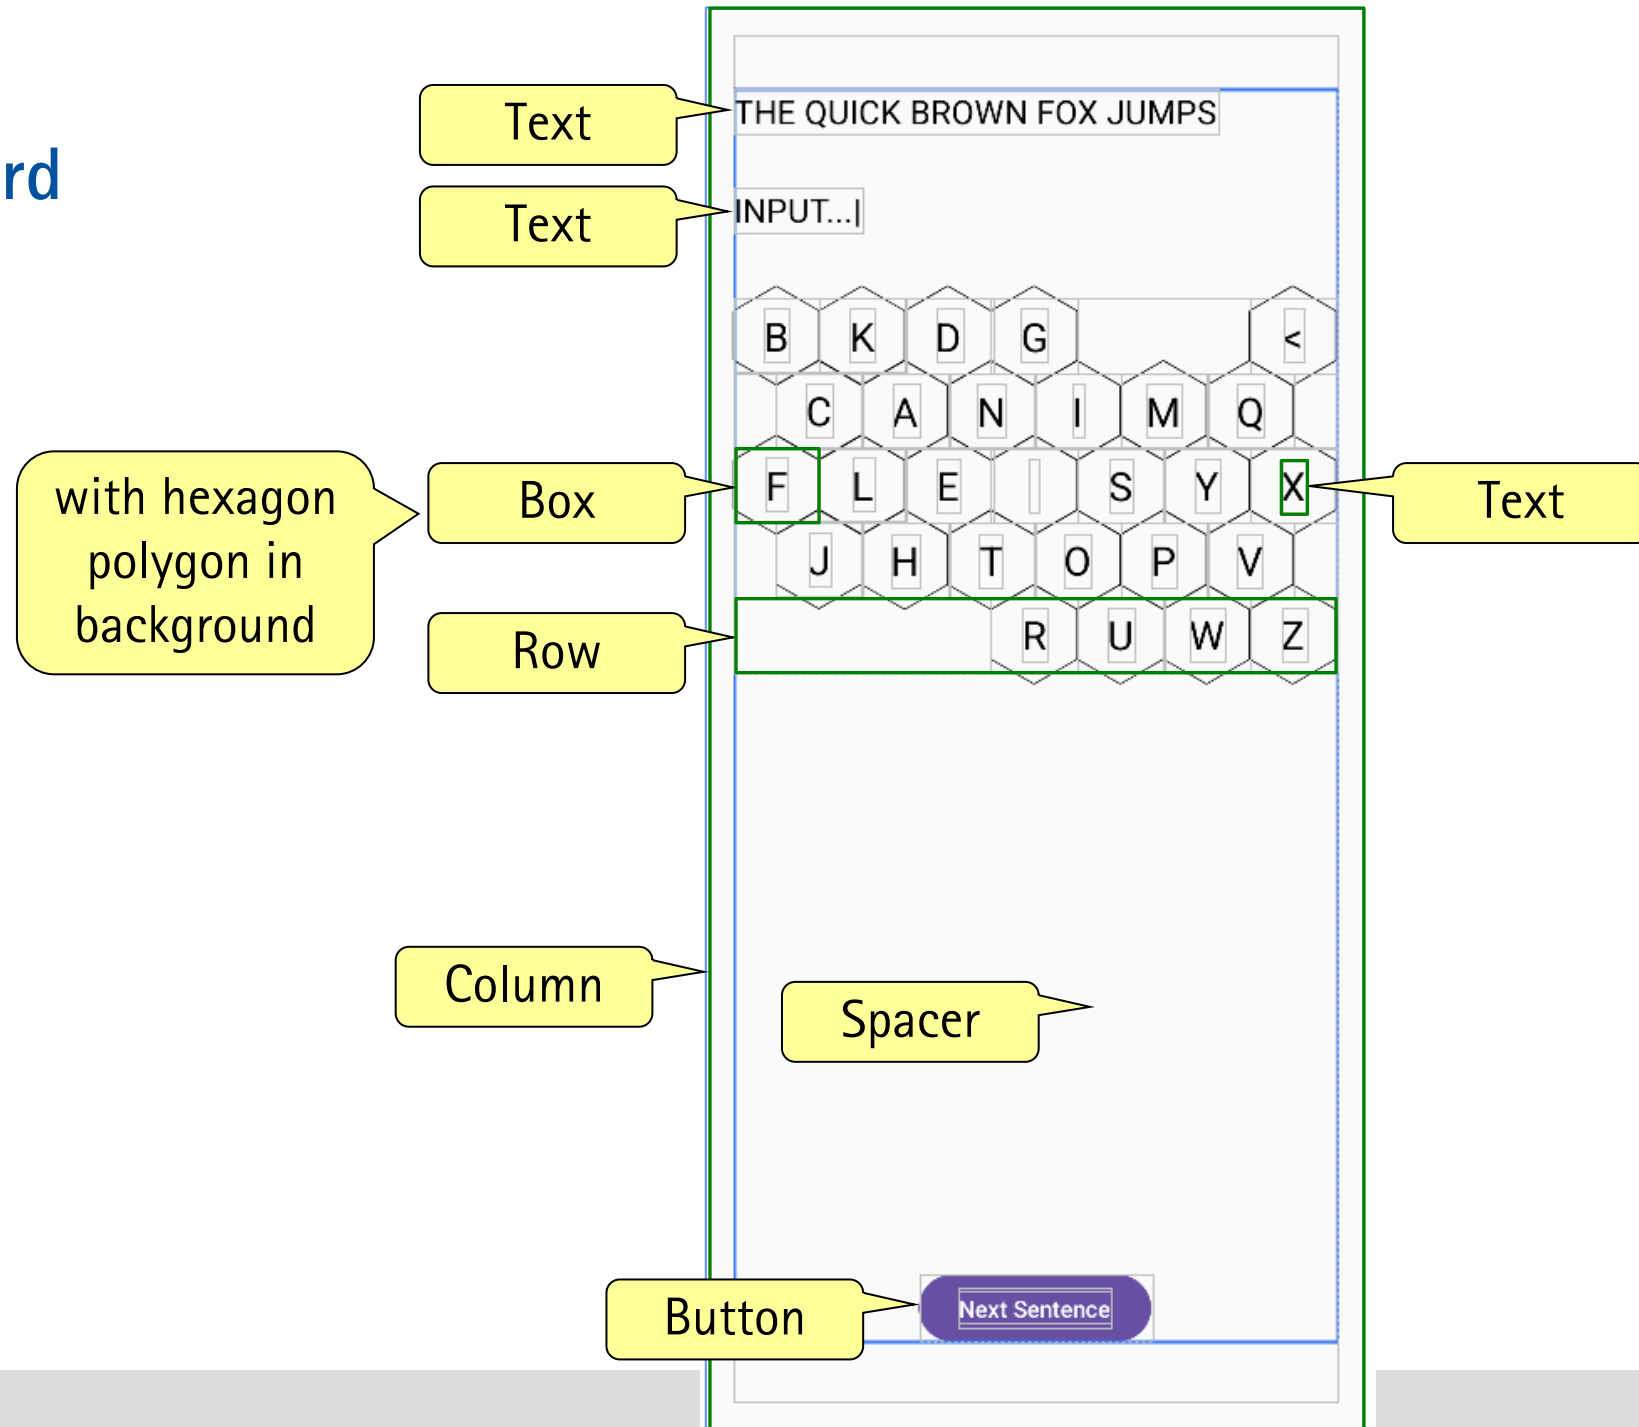 rd
Text
THE QUICK BROWN FOX JUMPS
Text
INPUT...|
B K D G <
C A N I M Q
with hexagon
polygon in
background
Box
F L E S Y X
Text
J H T O P V
Row
R U W Z
Column
Spacer
Button
Next Sentence